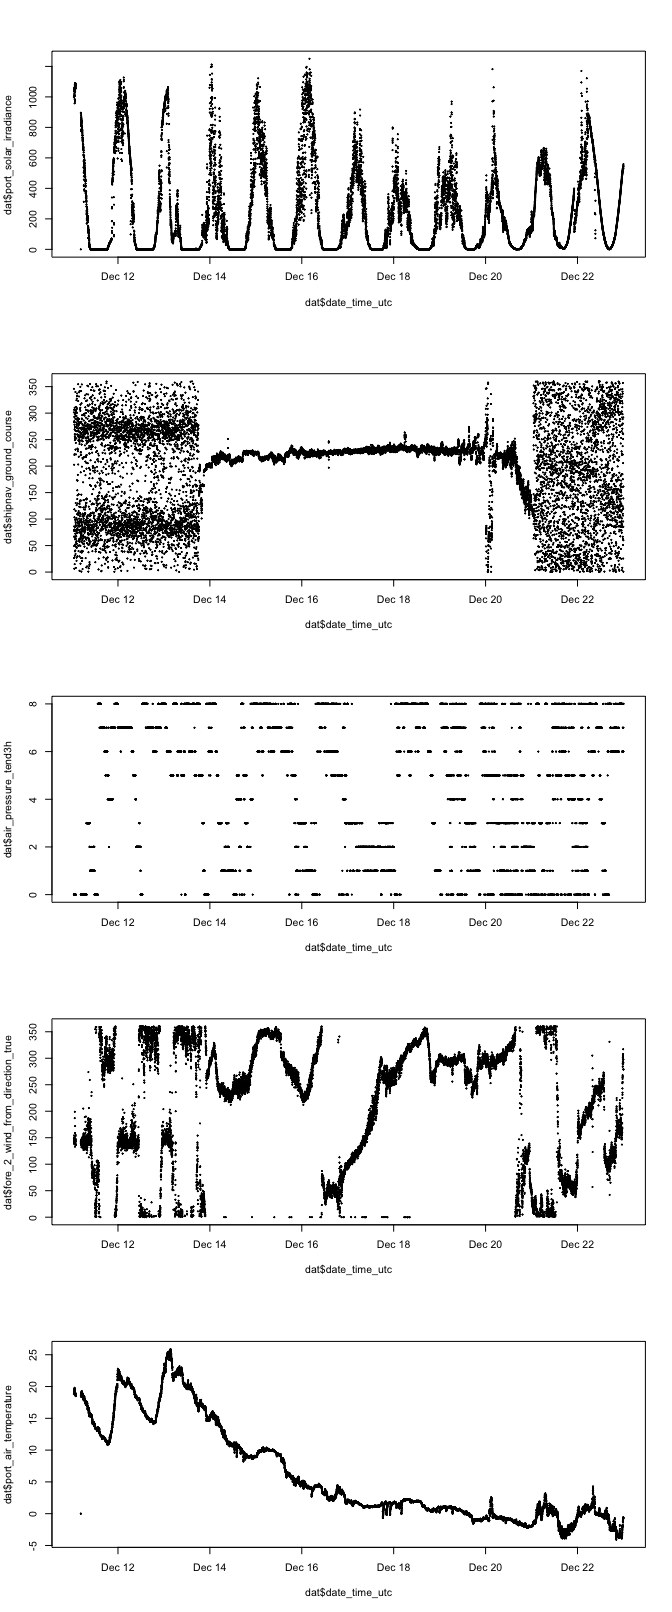 dat$port_solar_irradiance
0 200 400 600 800 1000
Dec 12 Dec 14 Dec 16 Dec 18 Dec 20 Dec 22
dat$date_time_utc
dat$shipnav_ground_course
0 50 100 150 200 250 300 350
Dec 12 Dec 14 Dec 16 Dec 18 Dec 20 Dec 22
dat$date_time_utc
dat$air_pressure_tend3h
0 2 4 6 8
Dec 12 Dec 14 Dec 16 Dec 18 Dec 20 Dec 22
dat$date_time_utc
dat$fore_2_wind_from_direction_true
0 50 100 150 200 250 300 350
Dec 12 Dec 14 Dec 16 Dec 18 Dec 20 Dec 22
dat$date_time_utc
dat$port_air_temperature
-5 0 5 10 15 20 25
Dec 12 Dec 14 Dec 16 Dec 18 Dec 20 Dec 22
dat$date_time_utc